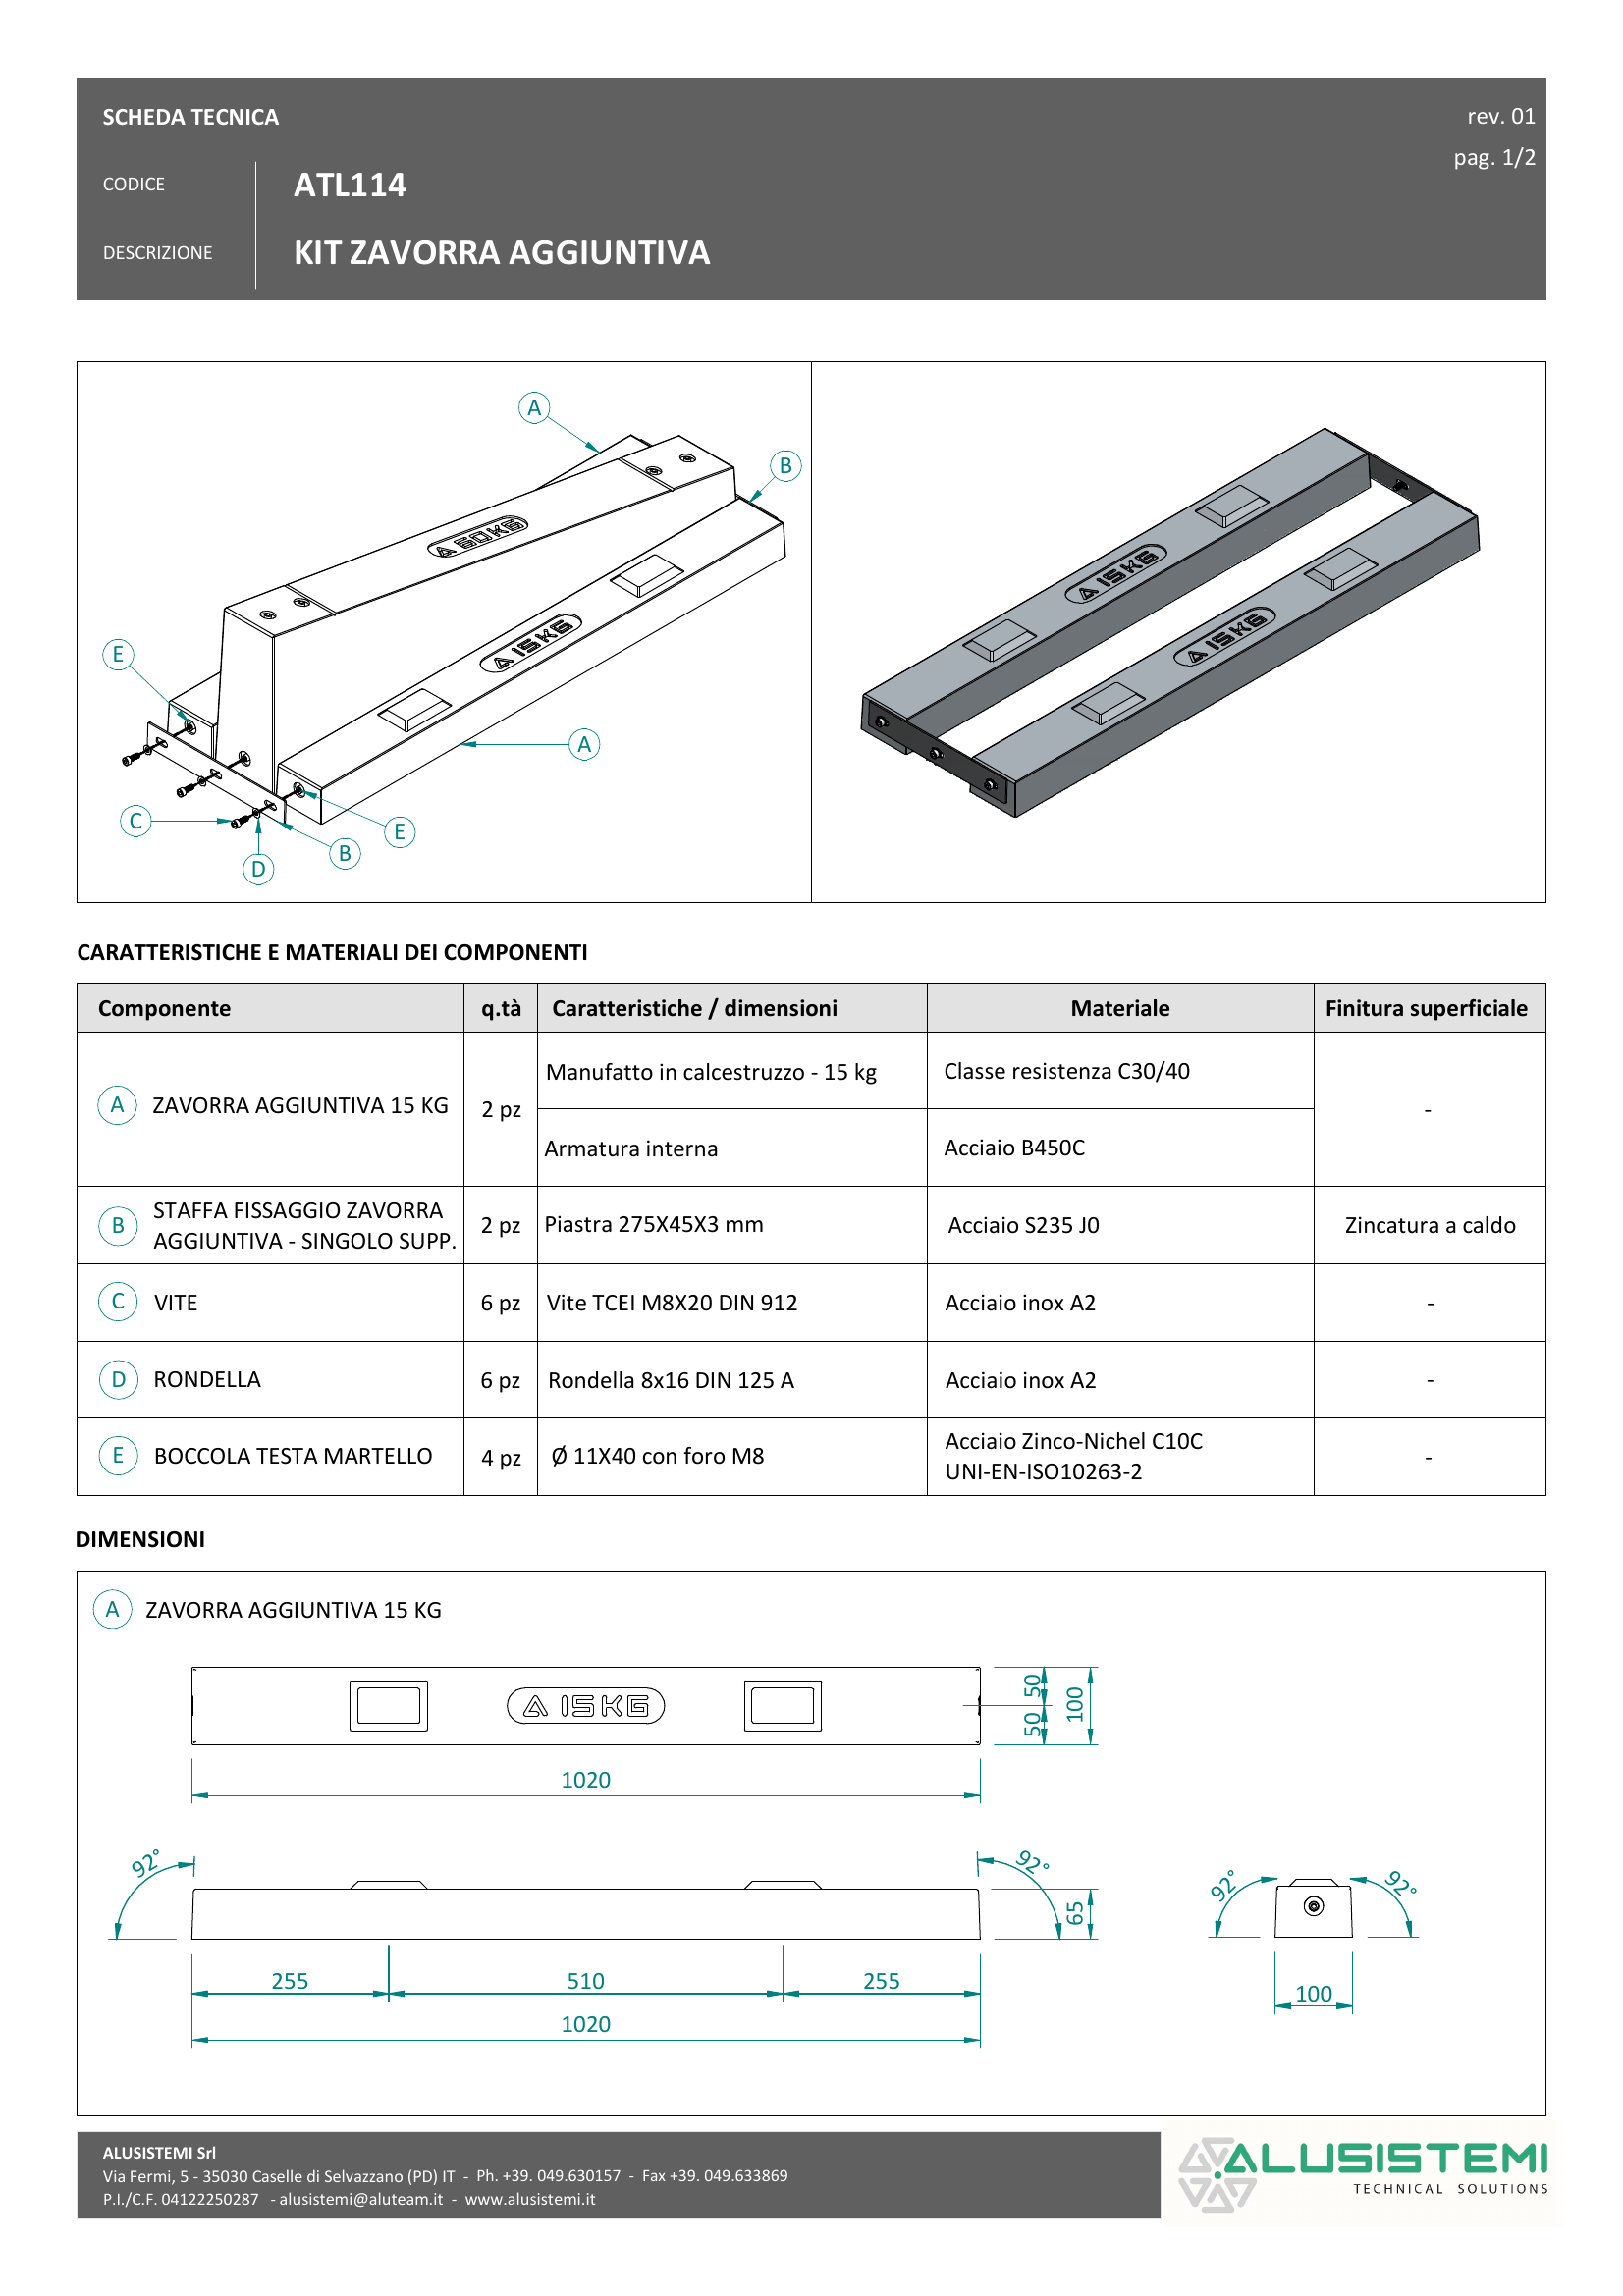 SCHEDA TECNICA
rev. 01
pag. 1/2
CODICE
ATL114
DESCRIZIONE
KIT ZAVORRA AGGIUNTIVA
A
B
A 60KG
A 15KG
E
A
C
E
B
D
A 15KG
A 15KG
CARATTERISTICHE E MATERIALI DEI COMPONENTI
Componente q.tà Caratteristiche / dimensioni Materiale Finitura superficiale
A ZAVORRA AGGIUNTIVA 15 KG 2 pz Manufatto in calcestruzzo - 15 kg Classe resistenza C30/40 -
Armatura interna Acciaio B450C
B STAFFA FISSAGGIO ZAVORRA
AGGIUNTIVA - SINGOLO SUPP. 2 pz Piastra 275X45X3 mm Acciaio S235 J0 Zincatura a caldo
C VITE 6 pz Vite TCEI M8X20 DIN 912 Acciaio inox A2 -
D RONDELLA 6 pz Rondella 8x16 DIN 125 A Acciaio inox A2 -
E BOCCOLA TESTA MARTELLO 4 pz Ø 11X40 con foro M8 Acciaio Zinco-Nichel C10C
UNI-EN-ISO10263-2 -
DIMENSIONI
A ZAVORRA AGGIUNTIVA 15 KG
A 15KG
50
50
100
1020
92°
92°
65
92°
92°
255
510
255
100
1020
ALUSISTEMI Srl
Via Fermi, 5 - 35030 Caselle di Selvazzano (PD) IT - Ph. +39. 049.630157 - Fax +39. 049.633869
P.I./C.F. 04122250287 - alusistemi@aluteam.it - www.alusistemi.it
ALUSISTEMI
TECHNICAL SOLUTIONS